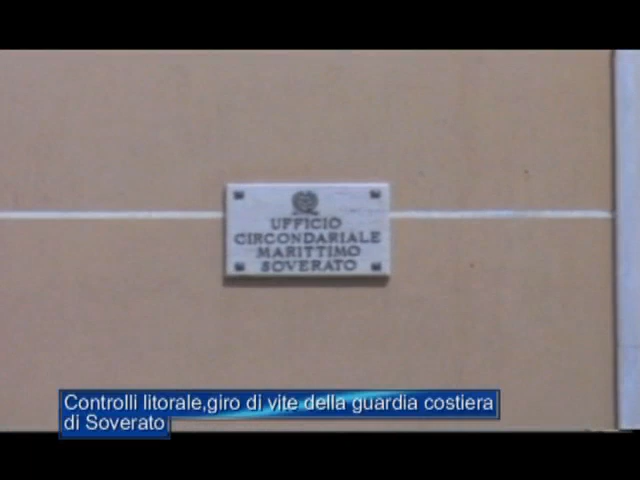 UFFICIO
CIRCONDARIALE
MARITTIMO
SOVERATO
Controlli litorale,giro di vite della guardia costiera
di Soverato